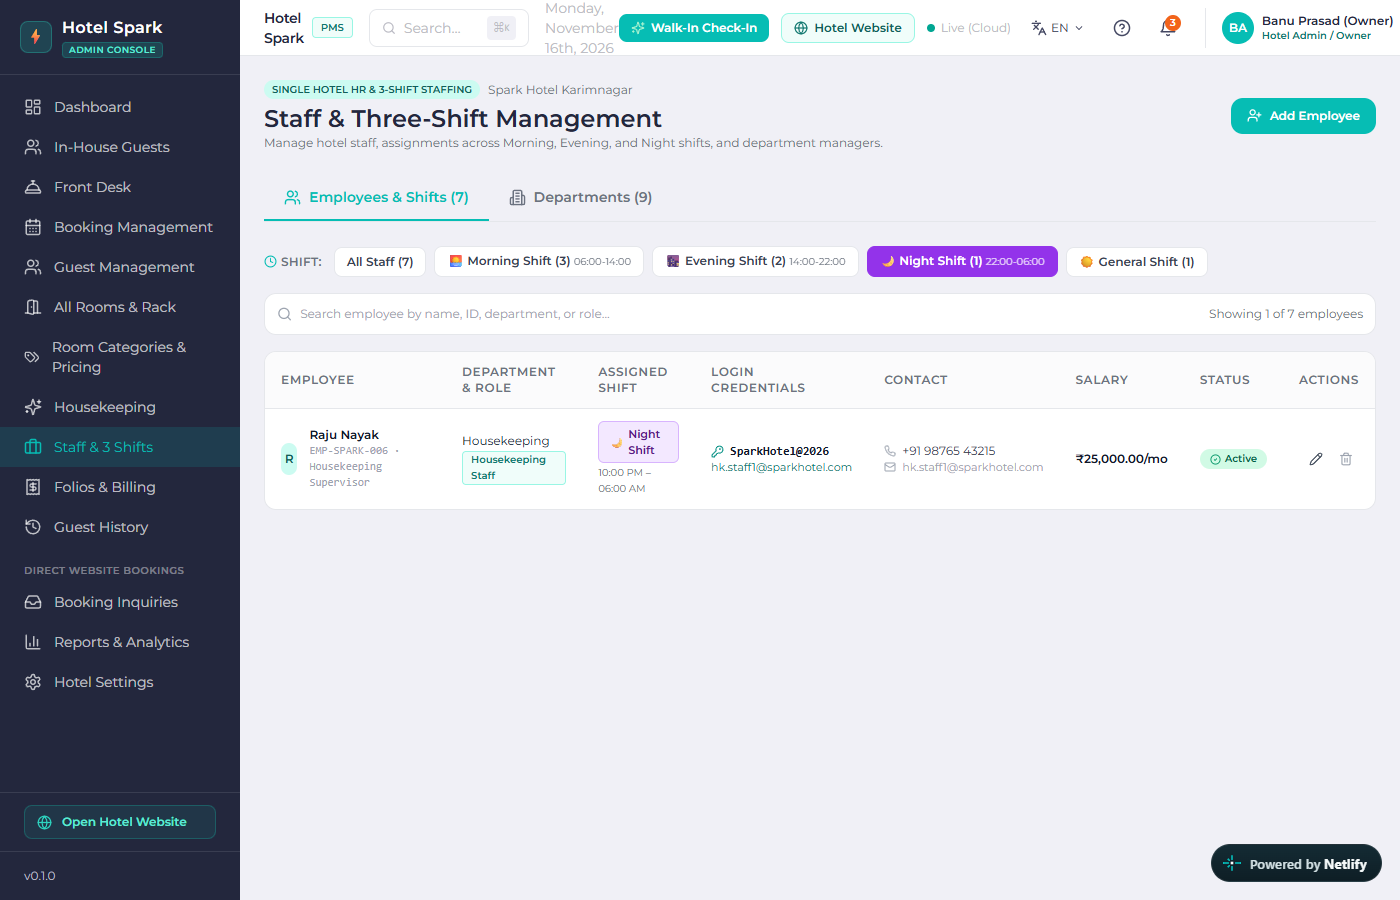 Hotel Spark
ADMIN CONSOLE
Dashboard
In-House Guests
Front Desk
Booking Management
Guest Management
All Rooms & Rack
Room Categories &
Pricing
Housekeeping
Staff & 3 Shifts
Folios & Billing
Guest History
DIRECT WEBSITE BOOKINGS
Booking Inquiries
Reports & Analytics
Hotel Settings
Open Hotel Website
v0.1.0
Hotel
Spark
PMS
Search...
⌘K
Monday,
November
16th, 2026
Walk-In Check-In
Hotel Website
Live (Cloud)
EN
3
BA
Banu Prasad (Owner)
Hotel Admin / Owner
SINGLE HOTEL HR & 3-SHIFT STAFFING
Spark Hotel Karimnagar
Staff & Three-Shift Management
Manage hotel staff, assignments across Morning, Evening, and Night shifts, and department managers.
Add Employee
Employees & Shifts (7)
Departments (9)
SHIFT:
All Staff (7)
Morning Shift (3) 06:00-14:00
Evening Shift (2) 14:00-22:00
Night Shift (1) 22:00-06:00
General Shift (1)
Search employee by name, ID, department, or role...
Showing 1 of 7 employees
EMPLOYEE
DEPARTMENT
& ROLE
ASSIGNED
SHIFT
LOGIN
CREDENTIALS
CONTACT
SALARY
STATUS
ACTIONS
R
Raju Nayak
EMP-SPARK-006 ·
Housekeeping
Supervisor
Housekeeping
Housekeeping
Staff
Night
Shift
10:00 PM –
06:00 AM
SparkHotel@2026
hk.staff1@sparkhotel.com
+91 98765 43215
hk.staff1@sparkhotel.com
₹25,000.00/mo
Active
Powered by Netlify